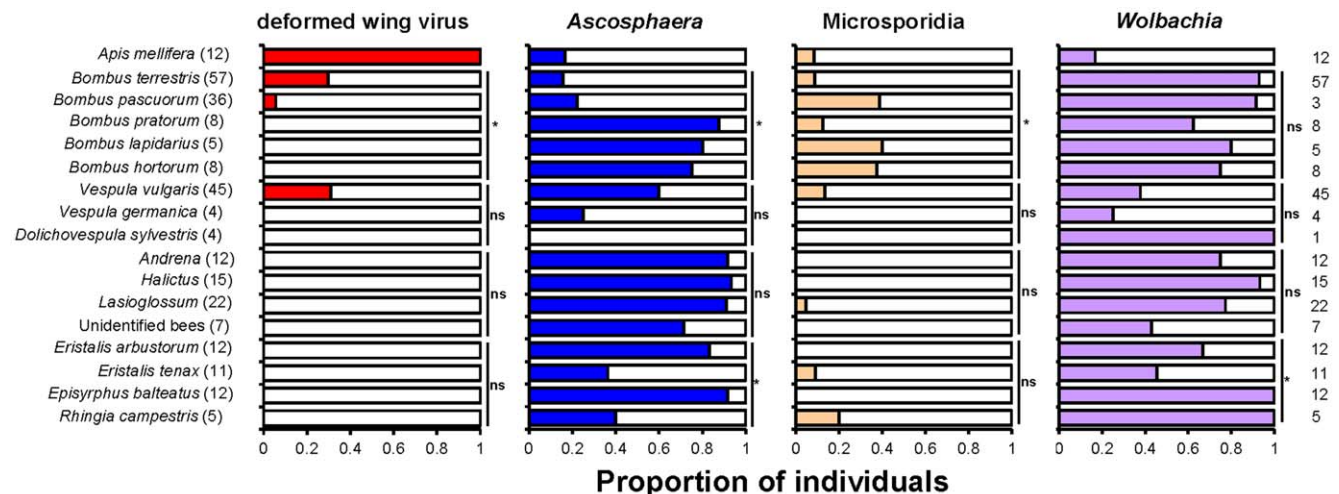 deformed wing virus Ascosphaera Microsporidia Wolbachia
Apis mellifera (12) 12
Bombus terrestris (57) 57
Bombus pascuorum (36) 3
Bombus pratorum (8) * * * ns 8
Bombus lapidarius (5) 5
Bombus hortorum (8) 8
Vespula vulgaris (45) 45
Vespula germanica (4) ns ns ns ns 4
Dolichovespula sylvestris (4) 1
Andrena (12) 12
Halictus (15) ns ns ns ns 15
Lasioglossum (22) 22
Unidentified bees (7) 7
Eristalis arbustorum (12) 12
Eristalis tenax (11) ns * ns * 11
Episyrphus balteatus (12) 12
Rhingia campestris (5) 5
0 0.2 0.4 0.6 0.8 1 0 0.2 0.4 0.6 0.8 1 0 0.2 0.4 0.6 0.8 1 0 0.2 0.4 0.6 0.8 1
Proportion of individuals